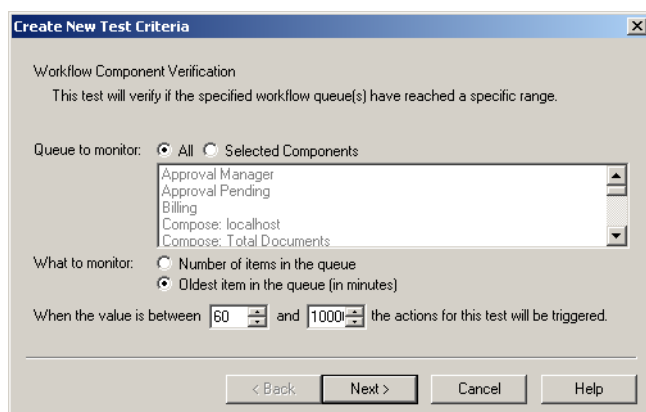 Create New Test Criteria
Workflow Component Verification
This test will verify if the specified workflow queue(s) have reached a specific range.
Queue to monitor: All Selected Components
Approval Manager
Approval Pending
Billing
Compose: localhost
Compose: Total Documents
What to monitor: Number of items in the queue
Oldest item in the queue (in minutes)
When the value is between 60 and 1000 the actions for this test will be triggered.
< Back Next > Cancel Help